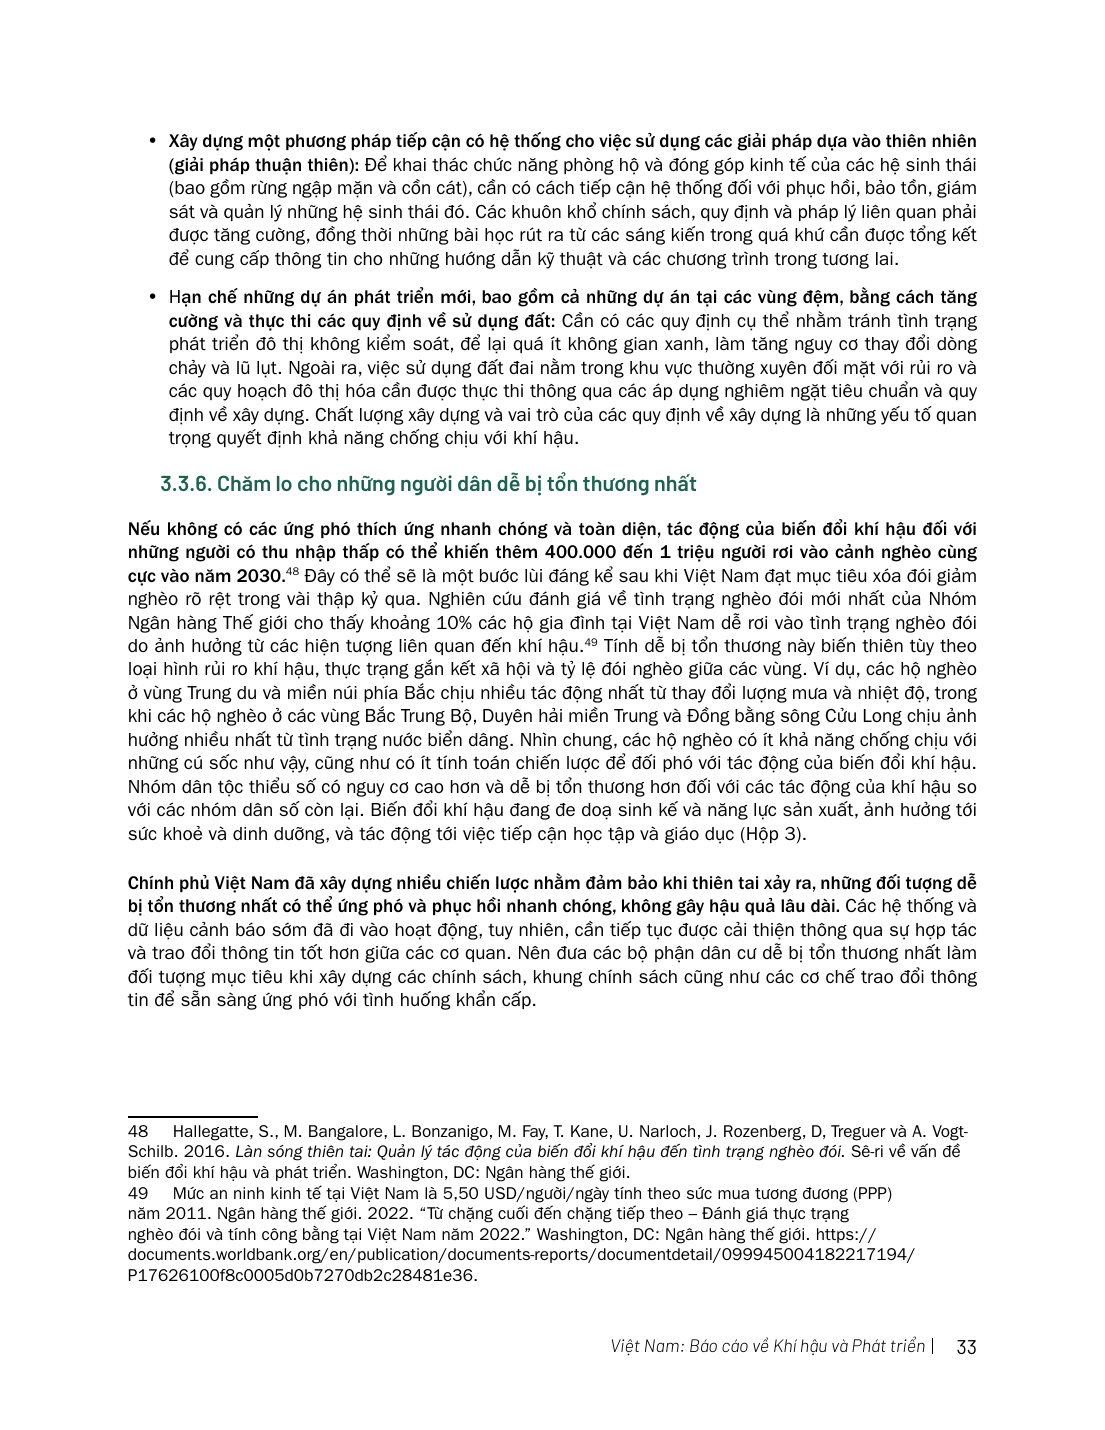 • Xây dựng một phương pháp tiếp cận có hệ thống cho việc sử dụng các giải pháp dựa vào thiên nhiên
(giải pháp thuận thiên): Để khai thác chức năng phòng hộ và đóng góp kinh tế của các hệ sinh thái
(bao gồm rừng ngập mặn và cồn cát), cần có cách tiếp cận hệ thống đối với phục hồi, bảo tồn, giám
sát và quản lý những hệ sinh thái đó. Các khuôn khổ chính sách, quy định và pháp lý liên quan phải
được tăng cường, đồng thời những bài học rút ra từ các sáng kiến trong quá khứ cần được tổng kết
để cung cấp thông tin cho những hướng dẫn kỹ thuật và các chương trình trong tương lai.
• Hạn chế những dự án phát triển mới, bao gồm cả những dự án tại các vùng đệm, bằng cách tăng
cường và thực thi các quy định về sử dụng đất: Cần có các quy định cụ thể nhằm tránh tình trạng
phát triển đô thị không kiểm soát, để lại quá ít không gian xanh, làm tăng nguy cơ thay đổi dòng
chảy và lũ lụt. Ngoài ra, việc sử dụng đất đai nằm trong khu vực thường xuyên đối mặt với rủi ro và
các quy hoạch đô thị hóa cần được thực thi thông qua các áp dụng nghiêm ngặt tiêu chuẩn và quy
định về xây dựng. Chất lượng xây dựng và vai trò của các quy định về xây dựng là những yếu tố quan
trọng quyết định khả năng chống chịu với khí hậu.
3.3.6. Chăm lo cho những người dân dễ bị tổn thương nhất
Nếu không có các ứng phó thích ứng nhanh chóng và toàn diện, tác động của biến đổi khí hậu đối với
những người có thu nhập thấp có thể khiến thêm 400.000 đến 1 triệu người rơi vào cảnh nghèo cùng
cực vào năm 2030.48 Đây có thể sẽ là một bước lùi đáng kể sau khi Việt Nam đạt mục tiêu xóa đói giảm
nghèo rõ rệt trong vài thập kỷ qua. Nghiên cứu đánh giá về tình trạng nghèo đói mới nhất của Nhóm
Ngân hàng Thế giới cho thấy khoảng 10% các hộ gia đình tại Việt Nam dễ rơi vào tình trạng nghèo đói
do ảnh hưởng từ các hiện tượng liên quan đến khí hậu.49 Tính dễ bị tổn thương này biến thiên tùy theo
loại hình rủi ro khí hậu, thực trạng gắn kết xã hội và tỷ lệ đói nghèo giữa các vùng. Ví dụ, các hộ nghèo
ở vùng Trung du và miền núi phía Bắc chịu nhiều tác động nhất từ thay đổi lượng mưa và nhiệt độ, trong
khi các hộ nghèo ở các vùng Bắc Trung Bộ, Duyên hải miền Trung và Đồng bằng sông Cửu Long chịu ảnh
hưởng nhiều nhất từ tình trạng nước biển dâng. Nhìn chung, các hộ nghèo có ít khả năng chống chịu với
những cú sốc như vậy, cũng như có ít tính toán chiến lược để đối phó với tác động của biến đổi khí hậu.
Nhóm dân tộc thiểu số có nguy cơ cao hơn và dễ bị tổn thương hơn đối với các tác động của khí hậu so
với các nhóm dân số còn lại. Biến đổi khí hậu đang đe doạ sinh kế và năng lực sản xuất, ảnh hưởng tới
sức khoẻ và dinh dưỡng, và tác động tới việc tiếp cận học tập và giáo dục (Hộp 3).
Chính phủ Việt Nam đã xây dựng nhiều chiến lược nhằm đảm bảo khi thiên tai xảy ra, những đối tượng dễ
bị tổn thương nhất có thể ứng phó và phục hồi nhanh chóng, không gây hậu quả lâu dài. Các hệ thống và
dữ liệu cảnh báo sớm đã đi vào hoạt động, tuy nhiên, cần tiếp tục được cải thiện thông qua sự hợp tác
và trao đổi thông tin tốt hơn giữa các cơ quan. Nên đưa các bộ phận dân cư dễ bị tổn thương nhất làm
đối tượng mục tiêu khi xây dựng các chính sách, khung chính sách cũng như các cơ chế trao đổi thông
tin để sẵn sàng ứng phó với tình huống khẩn cấp.
48 Hallegatte, S., M. Bangalore, L. Bonzanigo, M. Fay, T. Kane, U. Narloch, J. Rozenberg, D, Treguer và A. Vogt-
Schilb. 2016. Làn sóng thiên tai: Quản lý tác động của biến đổi khí hậu đến tình trạng nghèo đói. Sê-ri về vấn đề
biến đổi khí hậu và phát triển. Washington, DC: Ngân hàng thế giới.
49 Mức an ninh kinh tế tại Việt Nam là 5,50 USD/người/ngày tính theo sức mua tương đương (PPP)
năm 2011. Ngân hàng thế giới. 2022. “Từ chặng cuối đến chặng tiếp theo – Đánh giá thực trạng
nghèo đói và tính công bằng tại Việt Nam năm 2022.” Washington, DC: Ngân hàng thế giới. https://
documents.worldbank.org/en/publication/documents-reports/documentdetail/099945004182217194/
P17626100f8c0005d0b7270db2c28481e36.
Việt Nam: Báo cáo về Khí hậu và Phát triển | 33